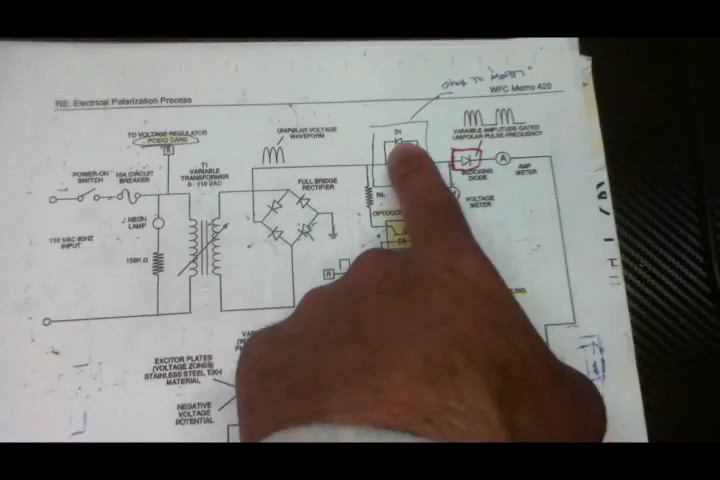 RE: Electrical Polarization Process
WFC Memo 420
TO VOLTAGE REGULATOR
CARD
UNIPOLAR VOLTAGE
WAVEFORM
D1
VARIABLE AMPLITUDE-GATED
UNIPOLAR PULSE-FREQUENCY
POWER-ON
SWITCH
10A CIRCUIT
BREAKER
T1
VARIABLE
TRANSFORMER
0 - 110 VAC
FULL BRIDGE
RECTIFIER
A
AMP
METER
BLOCKING
DIODE
VOLTAGE
METER
NEON
LAMP
110 VAC 60HZ
INPUT
150K Ω
R
EXCITOR PLATES
(VOLTAGE ZONES)
STAINLESS STEEL T304
MATERIAL
NEGATIVE
VOLTAGE
POTENTIAL